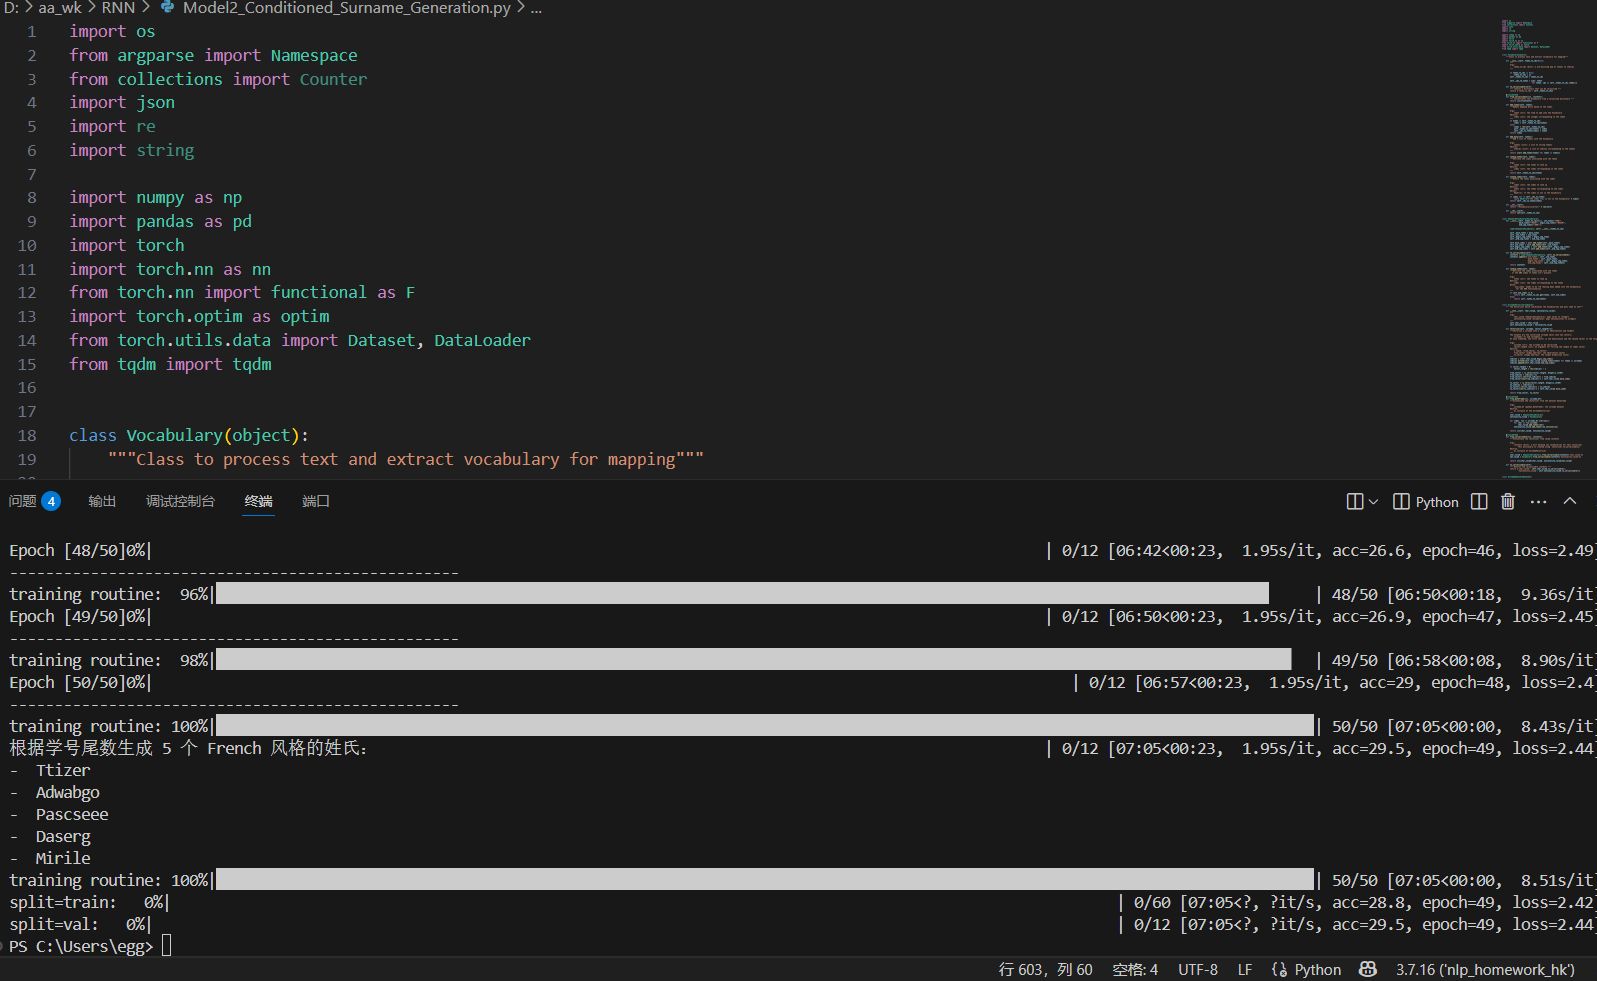 D: > aa_wk > RNN > Model2_Conditioned_Surname_Generation.py > ...
1 import os
2 from argparse import Namespace
3 from collections import Counter
4 import json
5 import re
6 import string
7
8 import numpy as np
9 import pandas as pd
10 import torch
11 import torch.nn as nn
12 from torch.nn import functional as F
13 import torch.optim as optim
14 from torch.utils.data import Dataset, DataLoader
15 from tqdm import tqdm
16
17
18 class Vocabulary(object):
19 """Class to process text and extract vocabulary for mapping"""
问题 4 输出 调试控制台 终端 端口 Python
Epoch [48/50]0%| | 0/12 [06:42<00:23, 1.95s/it, acc=26.6, epoch=46, loss=2.49]
--------------------------------------------------
training routine: 96%| | 48/50 [06:50<00:18, 9.36s/it]
Epoch [49/50]0%| | 0/12 [06:50<00:23, 1.95s/it, acc=26.9, epoch=47, loss=2.45]
--------------------------------------------------
training routine: 98%| | 49/50 [06:58<00:08, 8.90s/it]
Epoch [50/50]0%| | 0/12 [06:57<00:23, 1.95s/it, acc=29, epoch=48, loss=2.4]
--------------------------------------------------
training routine: 100%| | 50/50 [07:05<00:00, 8.43s/it]
根据学号尾数生成 5 个 French 风格的姓氏: | 0/12 [07:05<00:23, 1.95s/it, acc=29.5, epoch=49, loss=2.44]
- Ttizer
- Adwabgo
- Pascseee
- Daserg
- Mirile
training routine: 100%| | 50/50 [07:05<00:00, 8.51s/it]
split=train: 0%| | 0/60 [07:05<?, ?it/s, acc=28.8, epoch=49, loss=2.42]
split=val: 0%| | 0/12 [07:05<?, ?it/s, acc=29.5, epoch=49, loss=2.44]
PS C:\Users\egg>
行 603，列 60 空格: 4 UTF-8 LF Python 3.7.16 ('nlp_homework_hk')